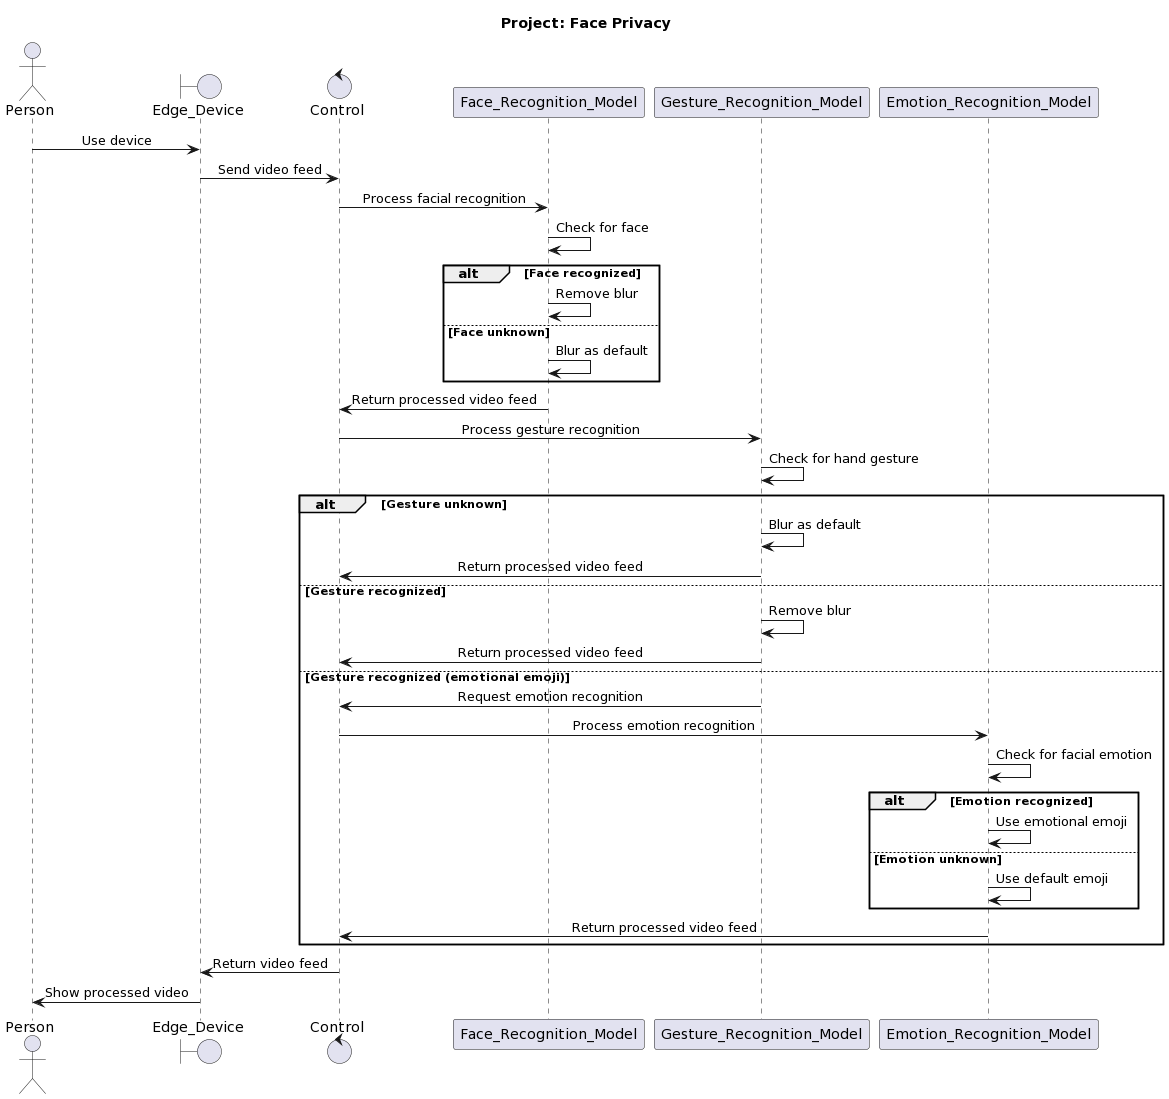 Project: Face Privacy
Person
Edge_Device
Control
Face_Recognition_Model
Gesture_Recognition_Model
Emotion_Recognition_Model
Use device
Send video feed
Process facial recognition
Check for face
alt
[Face recognized]
Remove blur
[Face unknown]
Blur as default
Return processed video feed
Process gesture recognition
Check for hand gesture
alt
[Gesture unknown]
Blur as default
Return processed video feed
[Gesture recognized]
Remove blur
Return processed video feed
[Gesture recognized (emotional emoji)]
Request emotion recognition
Process emotion recognition
Check for facial emotion
alt
[Emotion recognized]
Use emotional emoji
[Emotion unknown]
Use default emoji
Return processed video feed
Return video feed
Show processed video
Person
Edge_Device
Control
Face_Recognition_Model
Gesture_Recognition_Model
Emotion_Recognition_Model